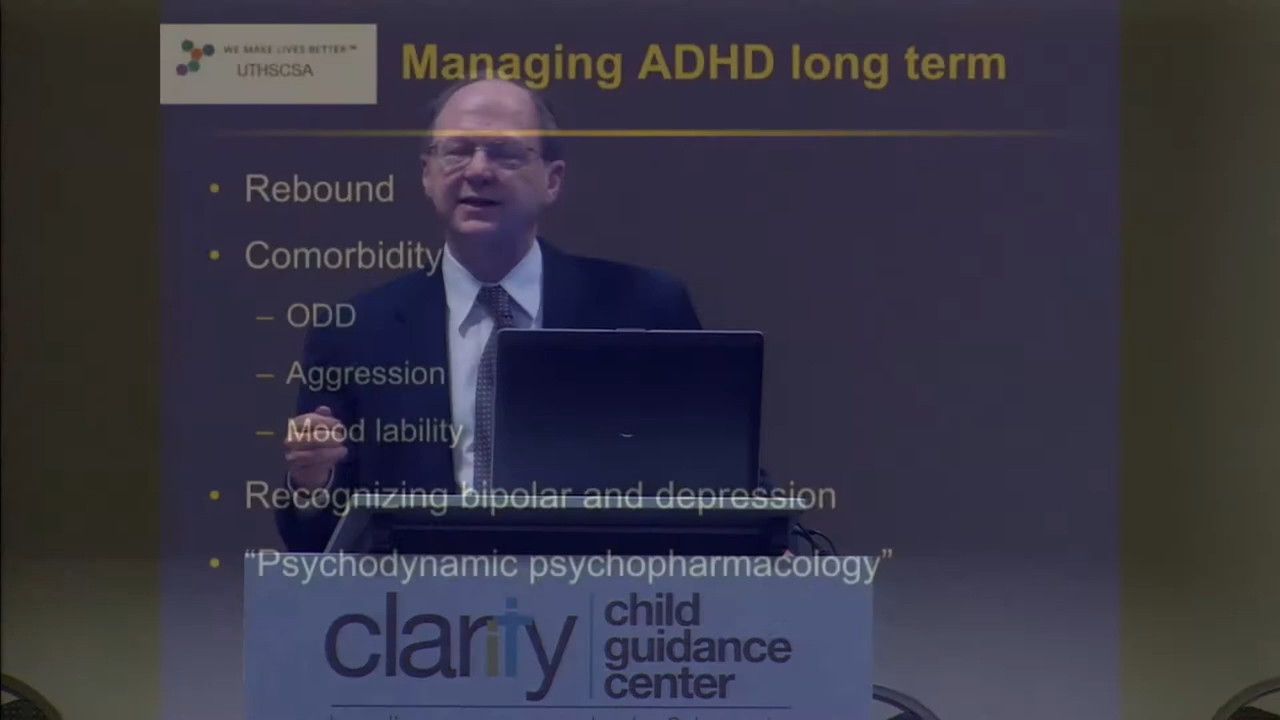 WE MAKE LIVES BETTER™
UTHSCSA
Managing ADHD long term
• Rebound
• Comorbidity
– ODD
– Aggression
– Mood lability
• Recognizing bipolar and depression
• “Psychodynamic psychopharmacology”
clarity
child
guidance
center